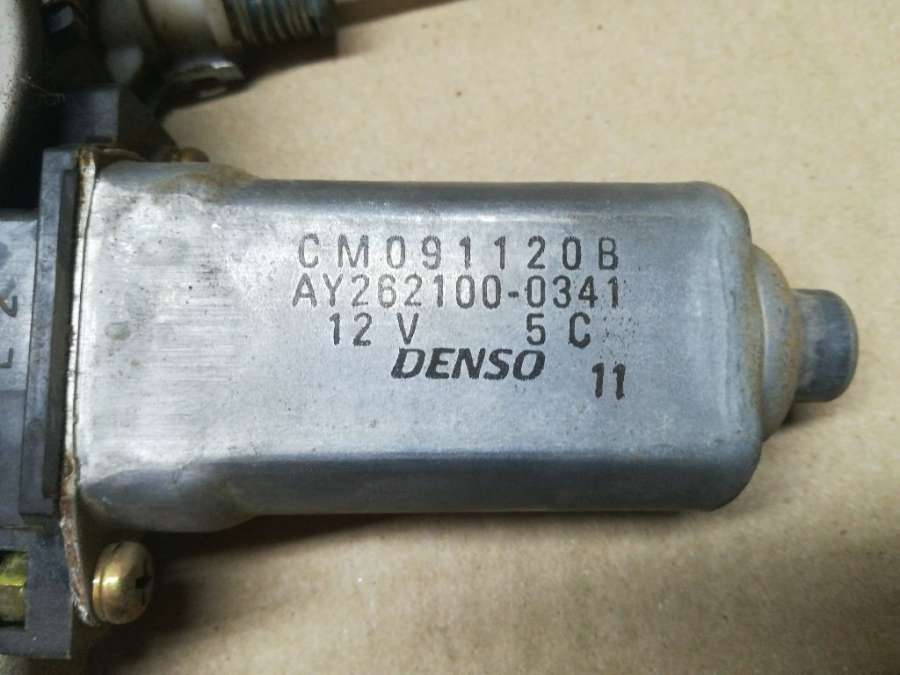 CM091120B
AY262100-0341
12 V 5 C
DENSO
11